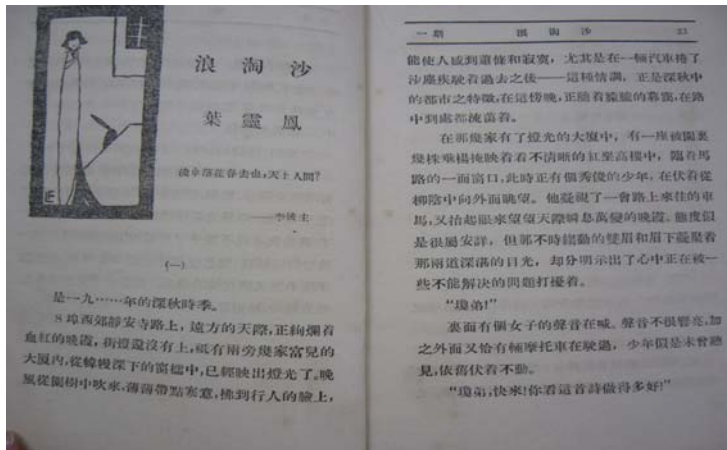 浪淘沙
葉靈鳳
流水落花春去也,天上人間?
——李後主
(一)
是一九……年的深秋時季。
S埠西郊靜安寺路上,遠方的天際,正絢爛着
血紅的晚霞,街燈還沒有上,祗有兩旁幾家富兒的
大厦內,從幃幔深下的窗櫺中,已經映出燈光了。晚
風從園樹中吹來,薄薄帶點寒意,拂到行人的臉上,
一期 浪淘沙 23
能使人感到蕭條和寂寞,尤其是在一輛汽車捲了
沙塵疾駛着過去之後——這種情調,正是深秋中
的都市之特徵,在這傍晚,正隨着朦朧的幕靄,在路
中到處都流蕩着。
在那幾家有了燈光的大廈中,有一座被園裏
幾株垂楊掩映着看不清晰的紅堊高樓中,臨着馬
路的一面窗口,此時正有個秀俊的少年,在伏着從
柳陰中向外面眺望。他凝視了一會路上來往的車
馬,又抬起眼來望望天際瞬息萬變的晚霞。態度似
是很屬安詳,但那不時縐動的雙眉和眉下凝聚着
那兩道深湛的目光,却分明示出了心中正在被一
些不能解决的問題打擾着。
“瓊弟!”
裏面有個女子的聲音在喊。聲音不很響亮,加
之外面又恰有輛摩托車在駛過,少年似是未曾聽
見,依舊伏着不動。
“瓊弟,快來!你看這首詩做得多好!”